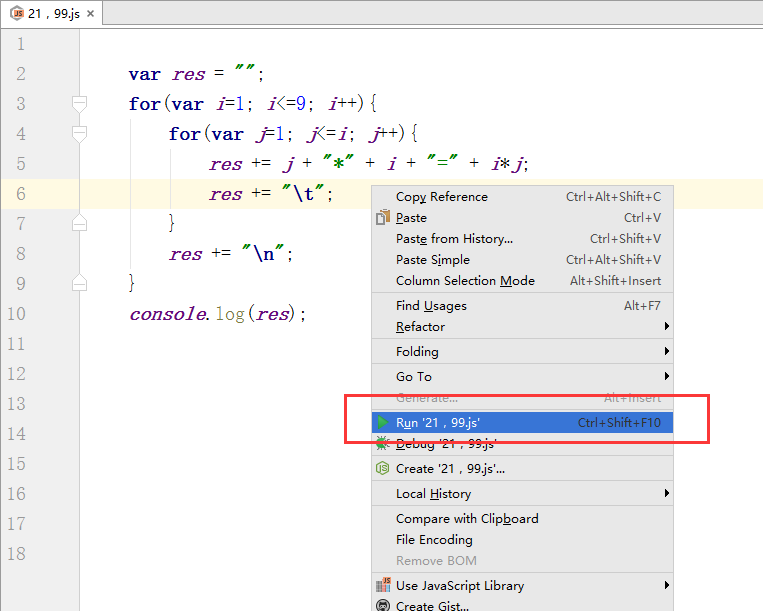 21，99.js
1
2 var res = "";
3 for(var i=1; i<=9; i++){
4 for(var j=1; j<=i; j++){
5 res += j + "*" + i + "=" + i*j;
6 res += "\t";
7 }
8 res += "\n";
9 }
10 console.log(res);
11
12
13
14
15
16
17
18
Copy Reference Ctrl+Alt+Shift+C
Paste Ctrl+V
Paste from History... Ctrl+Shift+V
Paste Simple Ctrl+Alt+Shift+V
Column Selection Mode Alt+Shift+Insert
Find Usages Alt+F7
Refactor
Folding
Go To
Generate... Alt+Insert
Run '21，99.js' Ctrl+Shift+F10
Debug '21，99.js'
Create '21，99.js'...
Local History
Compare with Clipboard
File Encoding
Remove BOM
Use JavaScript Library
Create Gist...